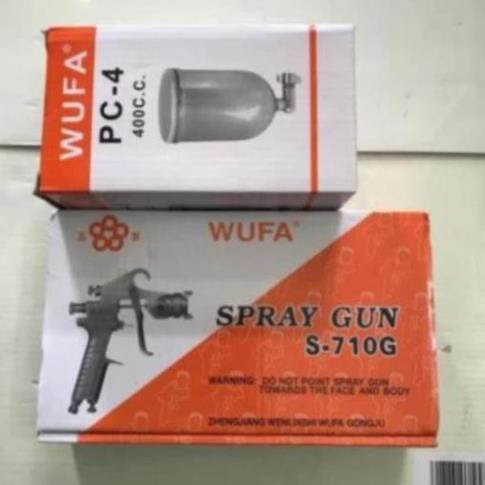 WUFA®
PC-4
400C.C.
WUFA®
SPRAY GUN
S-710G
WARNING: DO NOT POINT SPRAY GUN
TOWARDS THE FACE AND BODY
ZHENGJIANG WENLINSHI WUFA GONGJU